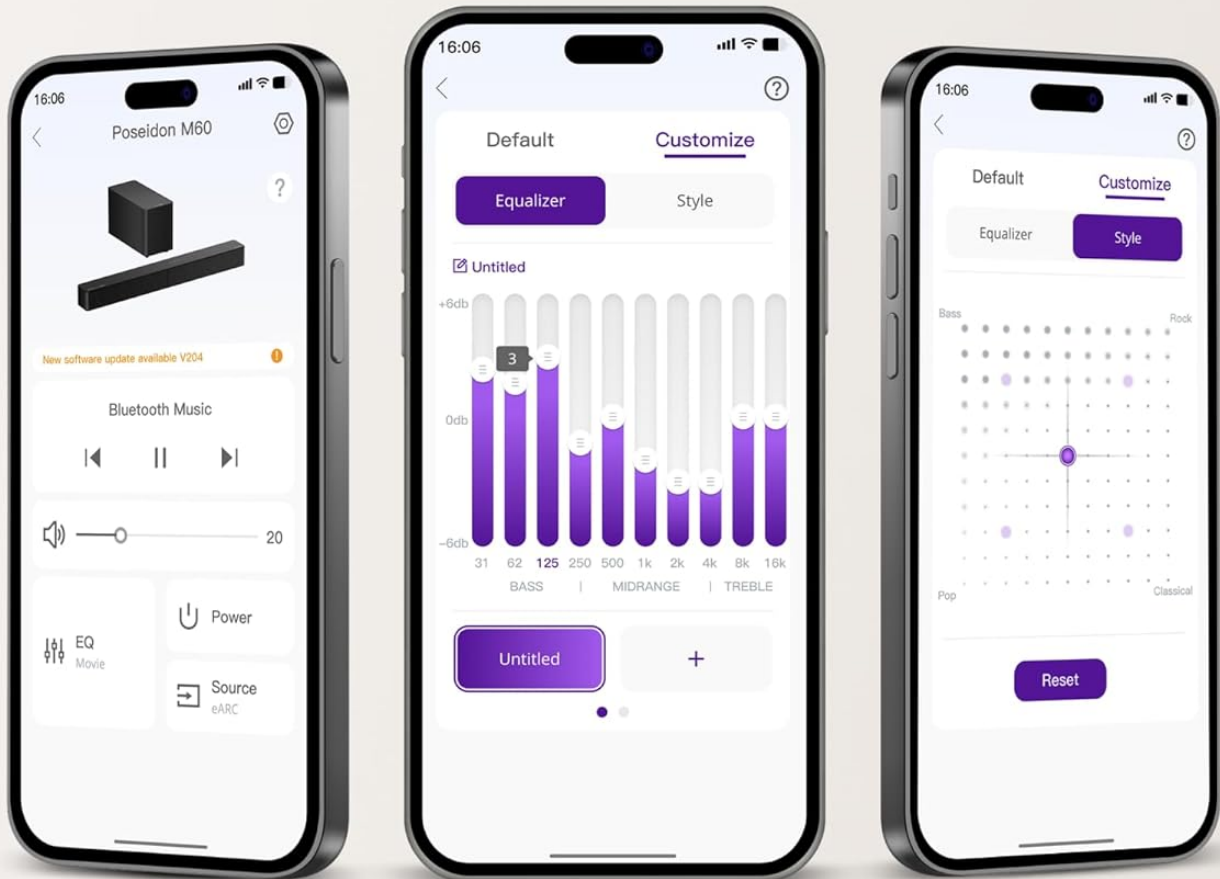 16:06
Poseidon M60
?
New software update available V204
Bluetooth Music
20
EQ
Movie
Power
Source
eARC
16:06
?
Default Customize
Equalizer Style
Untitled
+6db
3
0db
-6db
31 62 125 250 500 1k 2k 4k 8k 16k
BASS | MIDRANGE | TREBLE
Untitled +
16:06
?
Default Customize
Equalizer Style
Bass Rock
Pop Classical
Reset